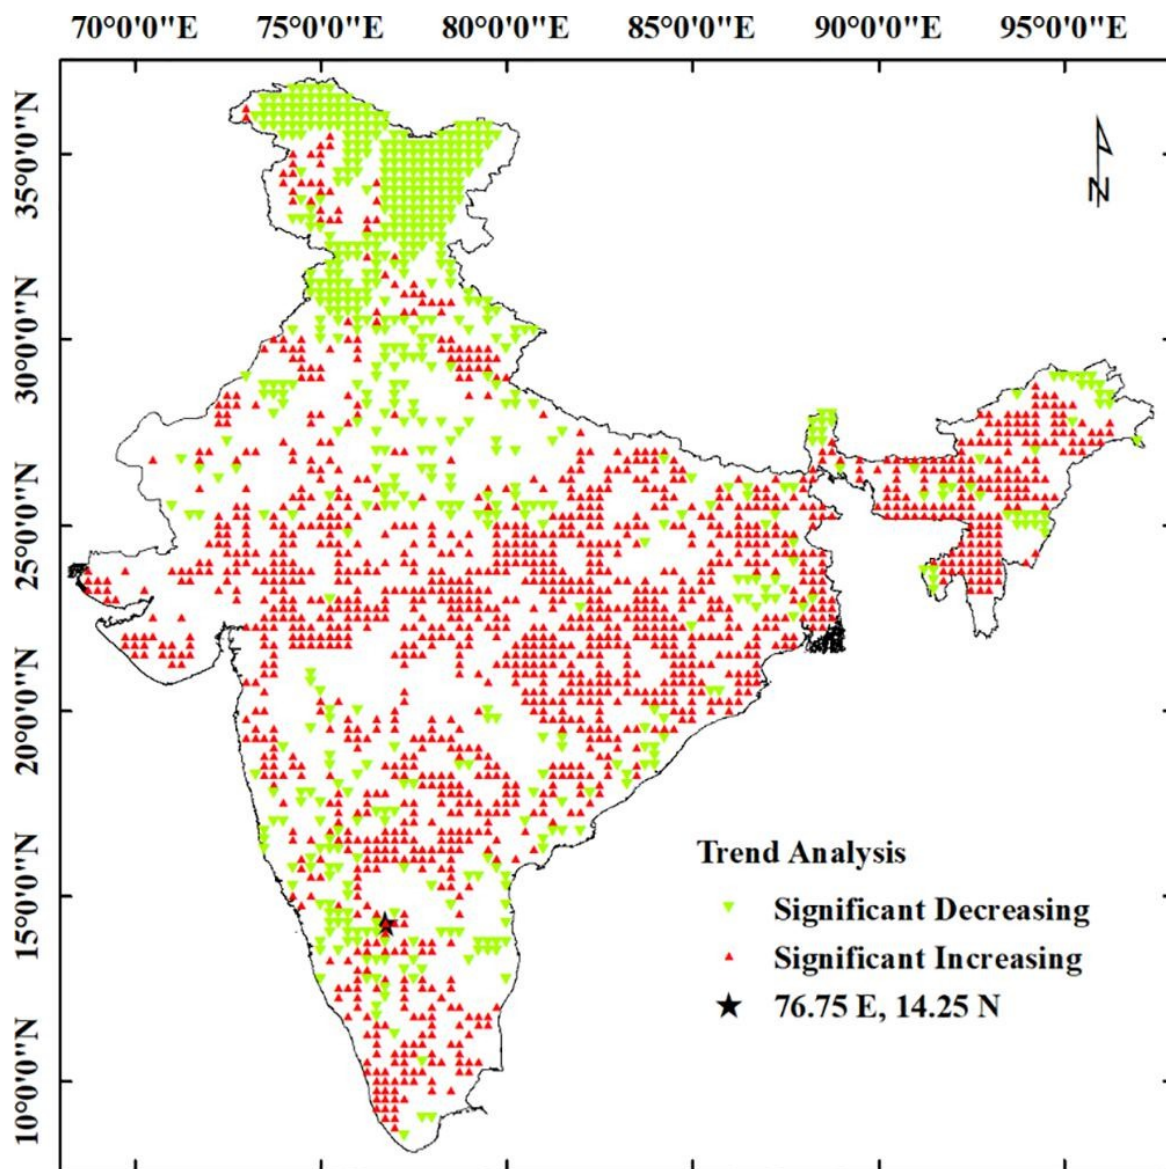 70°0'0"E 75°0'0"E 80°0'0"E 85°0'0"E 90°0'0"E 95°0'0"E
35°0'0"N
30°0'0"N
25°0'0"N
20°0'0"N
15°0'0"N
10°0'0"N
N
Trend Analysis
Significant Decreasing
Significant Increasing
76.75 E, 14.25 N